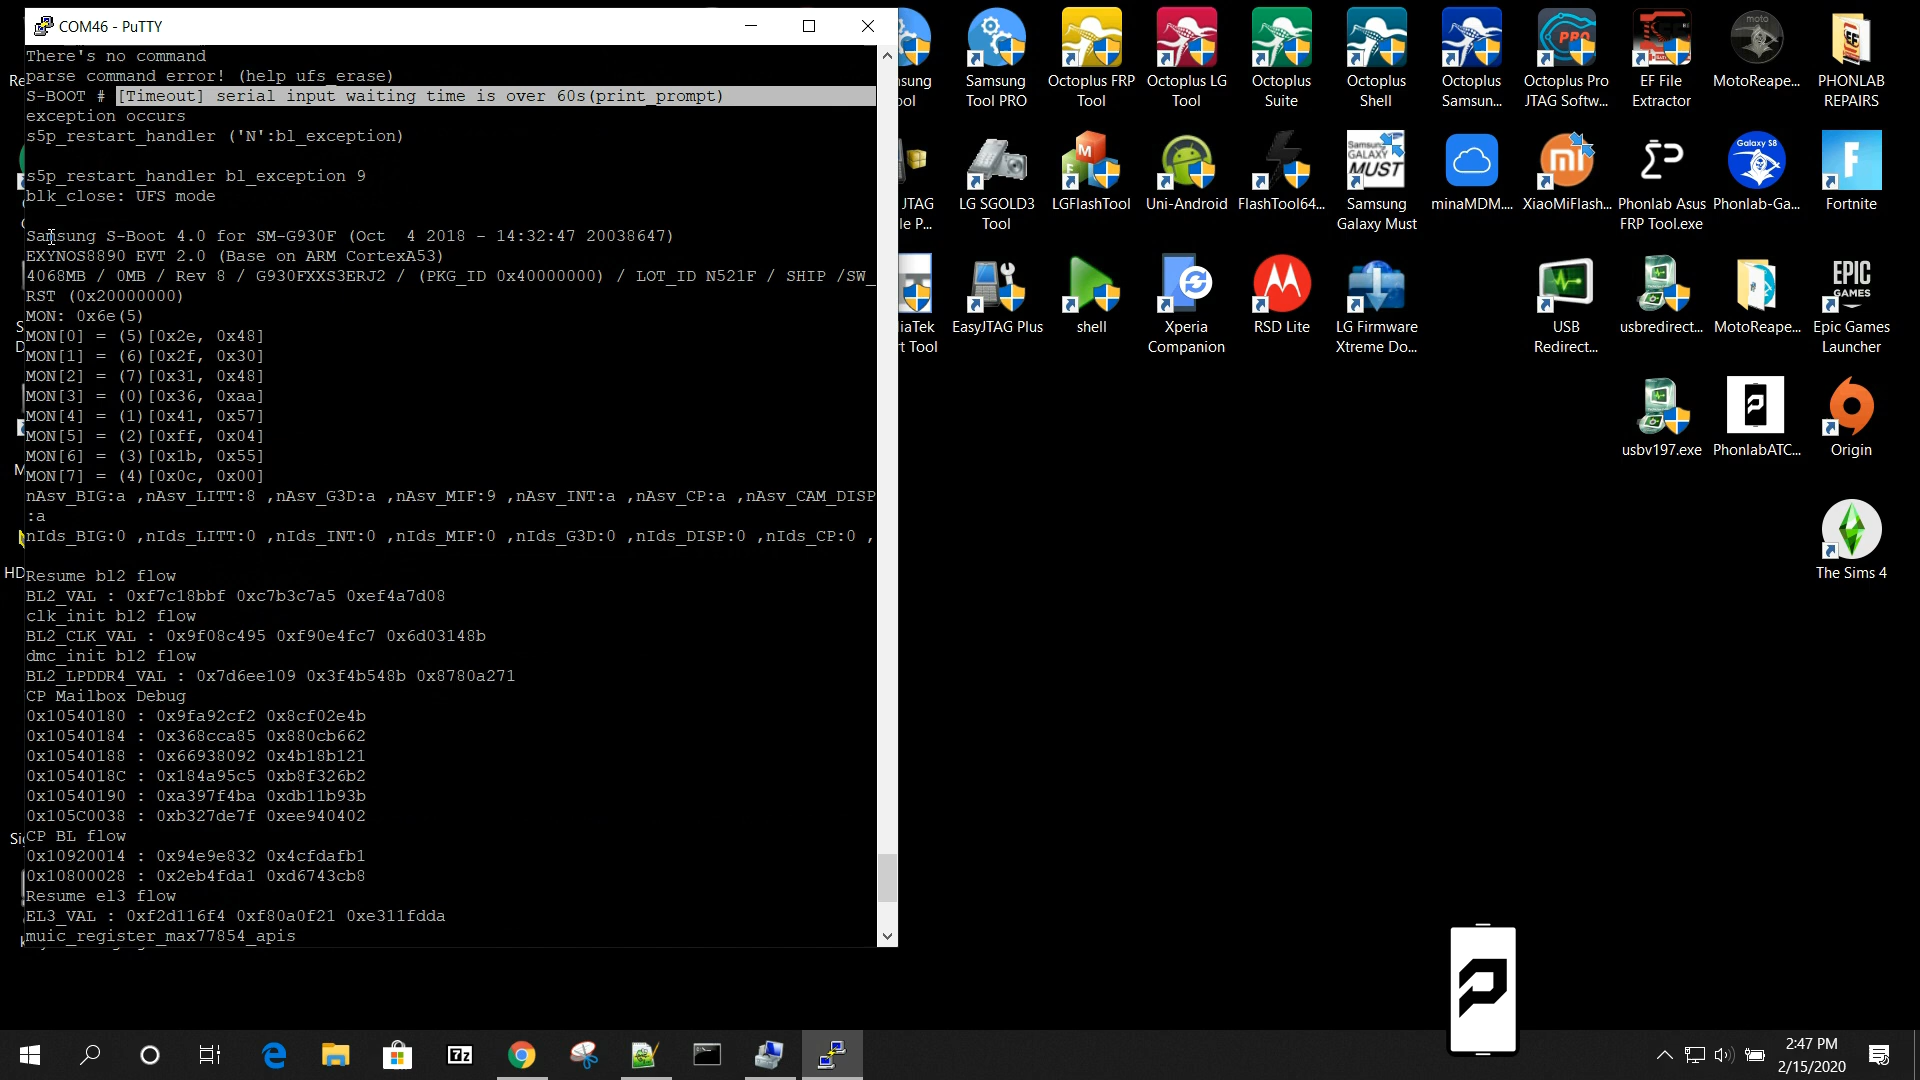 COM46 - PuTTY
There's no command
parse command error! (help ufs_erase)
S-BOOT # [Timeout] serial input waiting time is over 60s(print_prompt)
exception occurs
s5p_restart_handler ('N':bl_exception)
s5p_restart_handler bl_exception 9
blk_close: UFS mode
Samsung S-Boot 4.0 for SM-G930F (Oct  4 2018 - 14:32:47 20038647)
EXYNOS8890 EVT 2.0 (Base on ARM CortexA53)
4068MB / 0MB / Rev 8 / G930FXXS3ERJ2 / (PKG_ID 0x40000000) / LOT_ID N521F / SHIP /SW_
RST (0x20000000)
MON: 0x6e(5)
MON[0] = (5)[0x2e, 0x48]
MON[1] = (6)[0x2f, 0x30]
MON[2] = (7)[0x31, 0x48]
MON[3] = (0)[0x36, 0xaa]
MON[4] = (1)[0x41, 0x57]
MON[5] = (2)[0xff, 0x04]
MON[6] = (3)[0x1b, 0x55]
MON[7] = (4)[0x0c, 0x00]
nAsv_BIG:a ,nAsv_LITT:8 ,nAsv_G3D:a ,nAsv_MIF:9 ,nAsv_INT:a ,nAsv_CP:a ,nAsv_CAM_DISP
:a
nIds_BIG:0 ,nIds_LITT:0 ,nIds_INT:0 ,nIds_MIF:0 ,nIds_G3D:0 ,nIds_DISP:0 ,nIds_CP:0 ,
Resume bl2 flow
BL2_VAL : 0xf7c18bbf 0xc7b3c7a5 0xef4a7d08
clk_init bl2 flow
BL2_CLK_VAL : 0x9f08c495 0xf90e4fc7 0x6d03148b
dmc_init bl2 flow
BL2_LPDDR4_VAL : 0x7d6ee109 0x3f4b548b 0x8780a271
CP Mailbox Debug
0x10540180 : 0x9fa92cf2 0x8cf02e4b
0x10540184 : 0x368cca85 0x880cb662
0x10540188 : 0x66938092 0x4b18b121
0x1054018C : 0x184a95c5 0xb8f326b2
0x10540190 : 0xa397f4ba 0xdb11b93b
0x105C0038 : 0xb327de7f 0xee940402
CP BL flow
0x10920014 : 0x94e9e832 0x4cfdafb1
0x10800028 : 0x2eb4fda1 0xd6743cb8
Resume el3 flow
EL3_VAL : 0xf2d116f4 0xf80a0f21 0xe311fdda
muic_register_max77854_apis
Samsung
Tool PRO
Octoplus FRP
Tool
Octoplus LG
Tool
Octoplus
Suite
Octoplus
Shell
Octoplus
Samsun...
Octoplus Pro
JTAG Softw...
EF File
Extractor
MotoReape...
PHONLAB
REPAIRS
LG SGOLD3
Tool
LGFlashTool
Uni-Android
FlashTool64...
Samsung
Galaxy Must
minaMDM....
XiaoMiFlash...
Phonlab Asus
FRP Tool.exe
Phonlab-Ga...
Fortnite
EasyJTAG Plus
shell
Xperia
Companion
RSD Lite
LG Firmware
Xtreme Do...
USB
Redirect...
usbredirect...
MotoReape...
Epic Games
Launcher
usbv197.exe
PhonlabATC...
Origin
The Sims 4
PRO
moto
SAMSUNG
GALAXY
MUST
Galaxy S8
EPIC
GAMES
7z
2:47 PM
2/15/2020